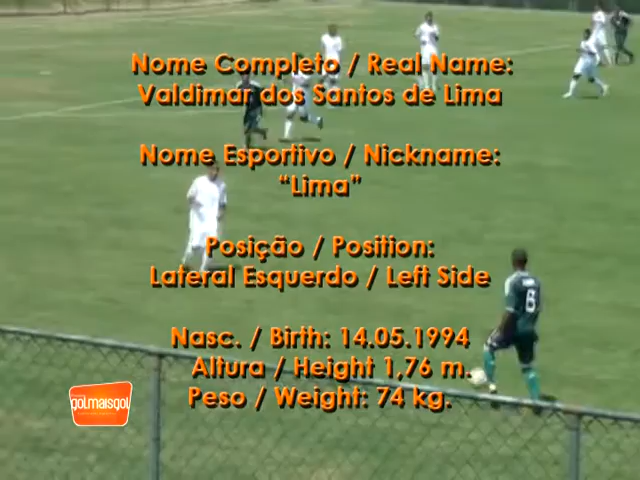 Nome Completo / Real Name:
Valdimar dos Santos de Lima
Nome Esportivo / Nickname:
“Lima”
Posição / Position:
Lateral Esquerdo / Left Side
Nasc. / Birth: 14.05.1994
Altura / Height 1,76 m.
Peso / Weight: 74 kg.
6
golmaisgol